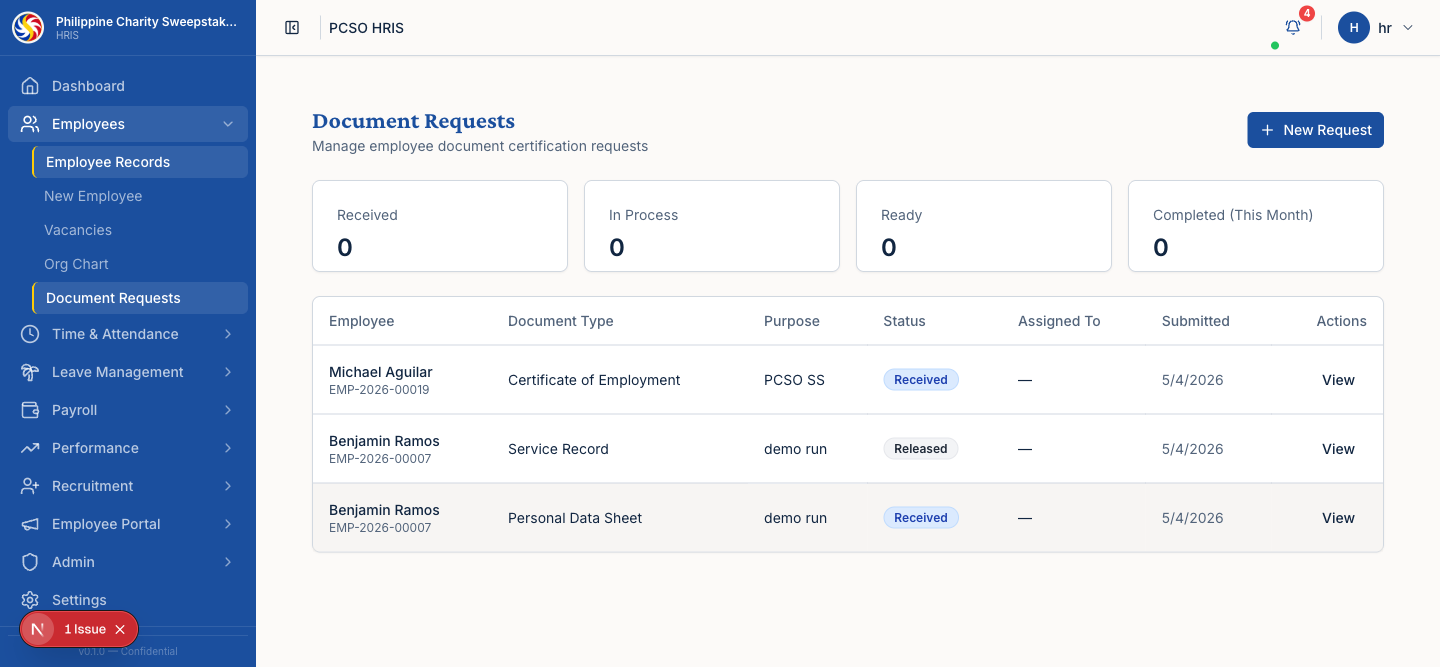 Philippine Charity Sweepstak...
HRIS
PCSO HRIS
4
H
hr
Dashboard
Employees
Employee Records
New Employee
Vacancies
Org Chart
Document Requests
Time & Attendance
Leave Management
Payroll
Performance
Recruitment
Employee Portal
Admin
Settings
N
1 Issue
v0.1.0 — Confidential
Document Requests
Manage employee document certification requests
+ New Request
Received
0
In Process
0
Ready
0
Completed (This Month)
0
Employee Document Type Purpose Status Assigned To Submitted Actions
Michael Aguilar
EMP-2026-00019
Certificate of Employment PCSO SS Received — 5/4/2026 View
Benjamin Ramos
EMP-2026-00007
Service Record demo run Released — 5/4/2026 View
Benjamin Ramos
EMP-2026-00007
Personal Data Sheet demo run Received — 5/4/2026 View